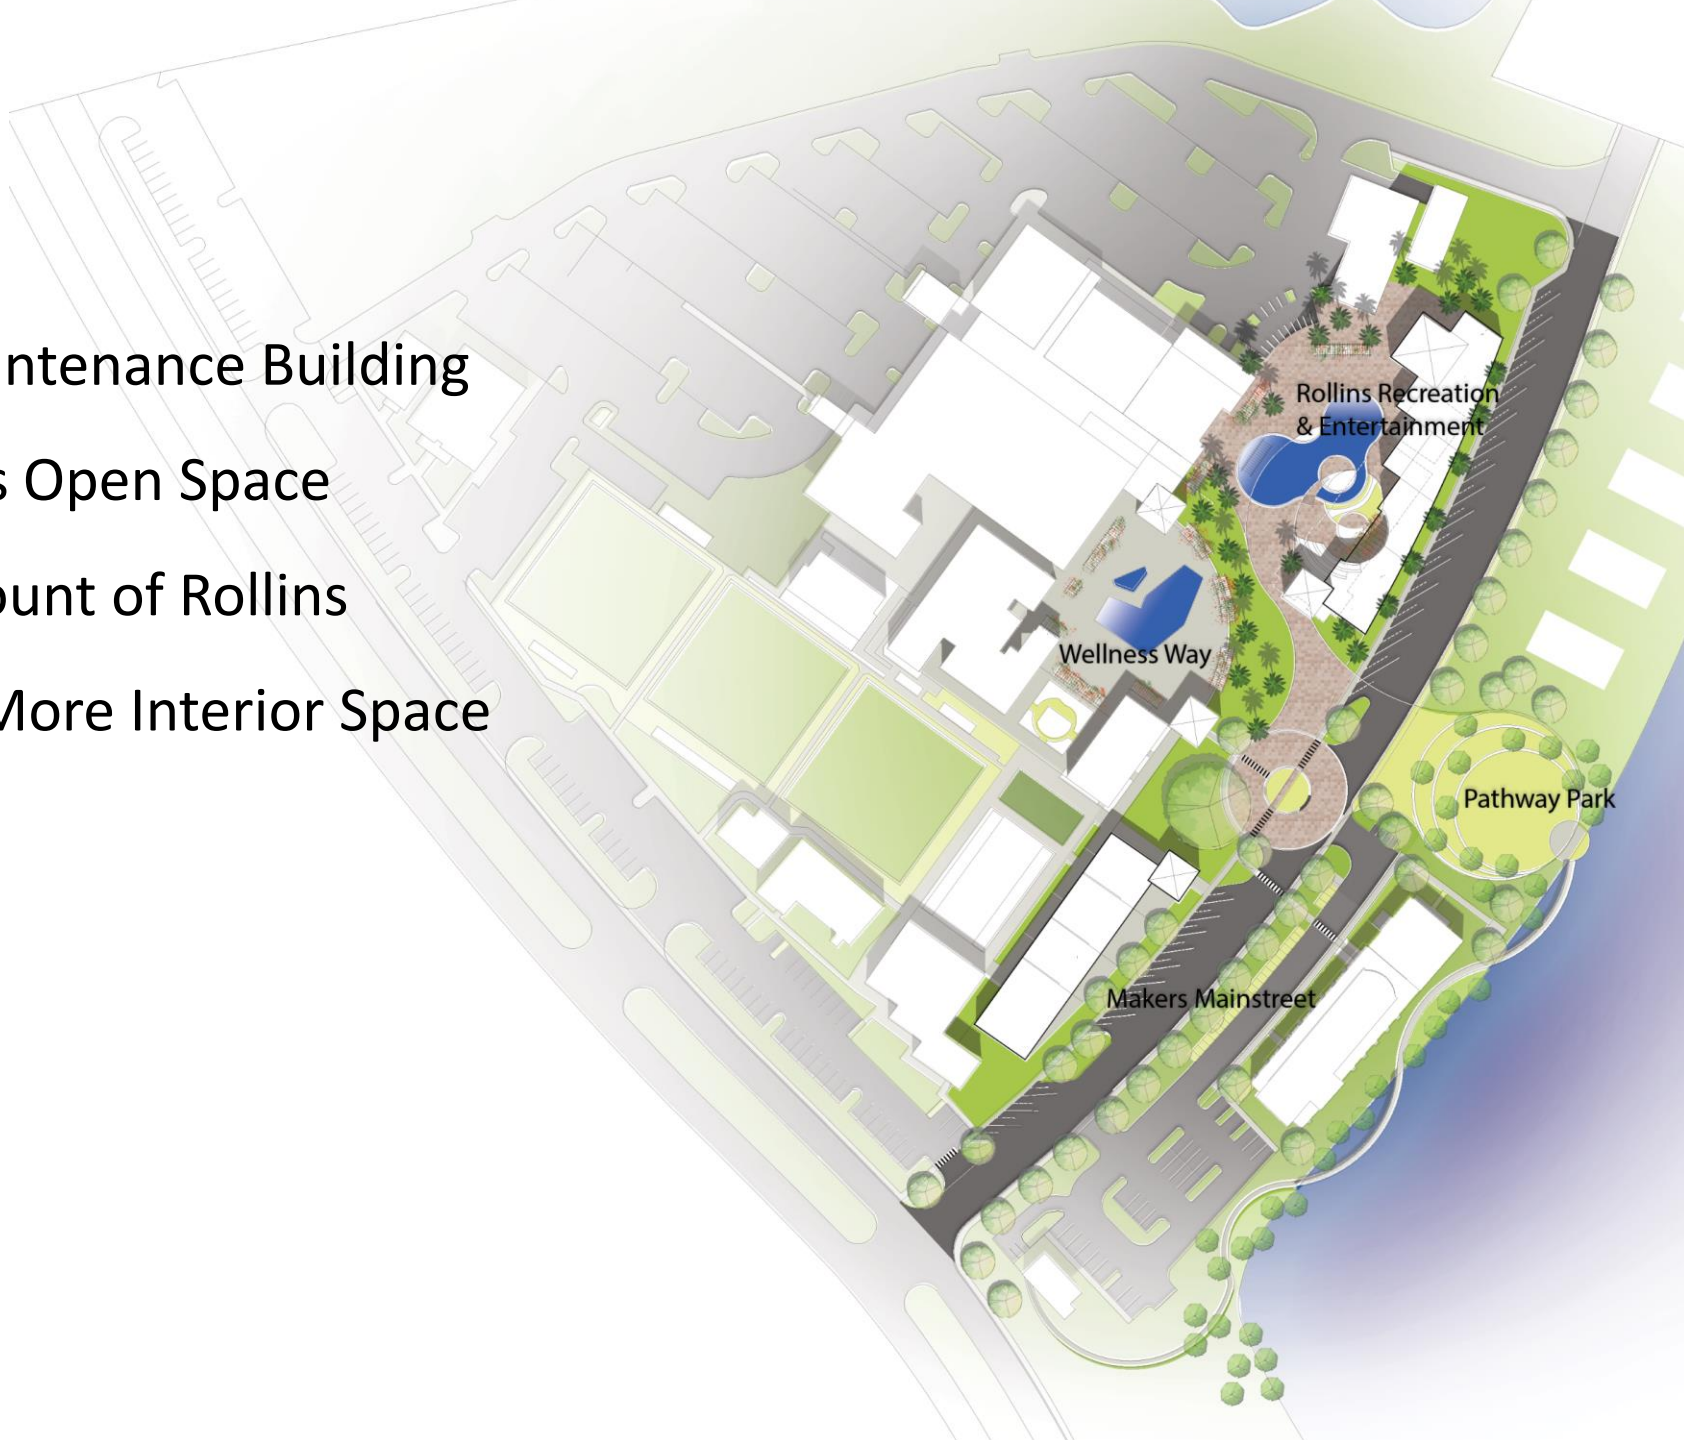 ntenance Building
s Open Space
ount of Rollins
More Interior Space
Rollins Recreation
& Entertainment
Wellness Way
Pathway Park
Makers Mainstreet